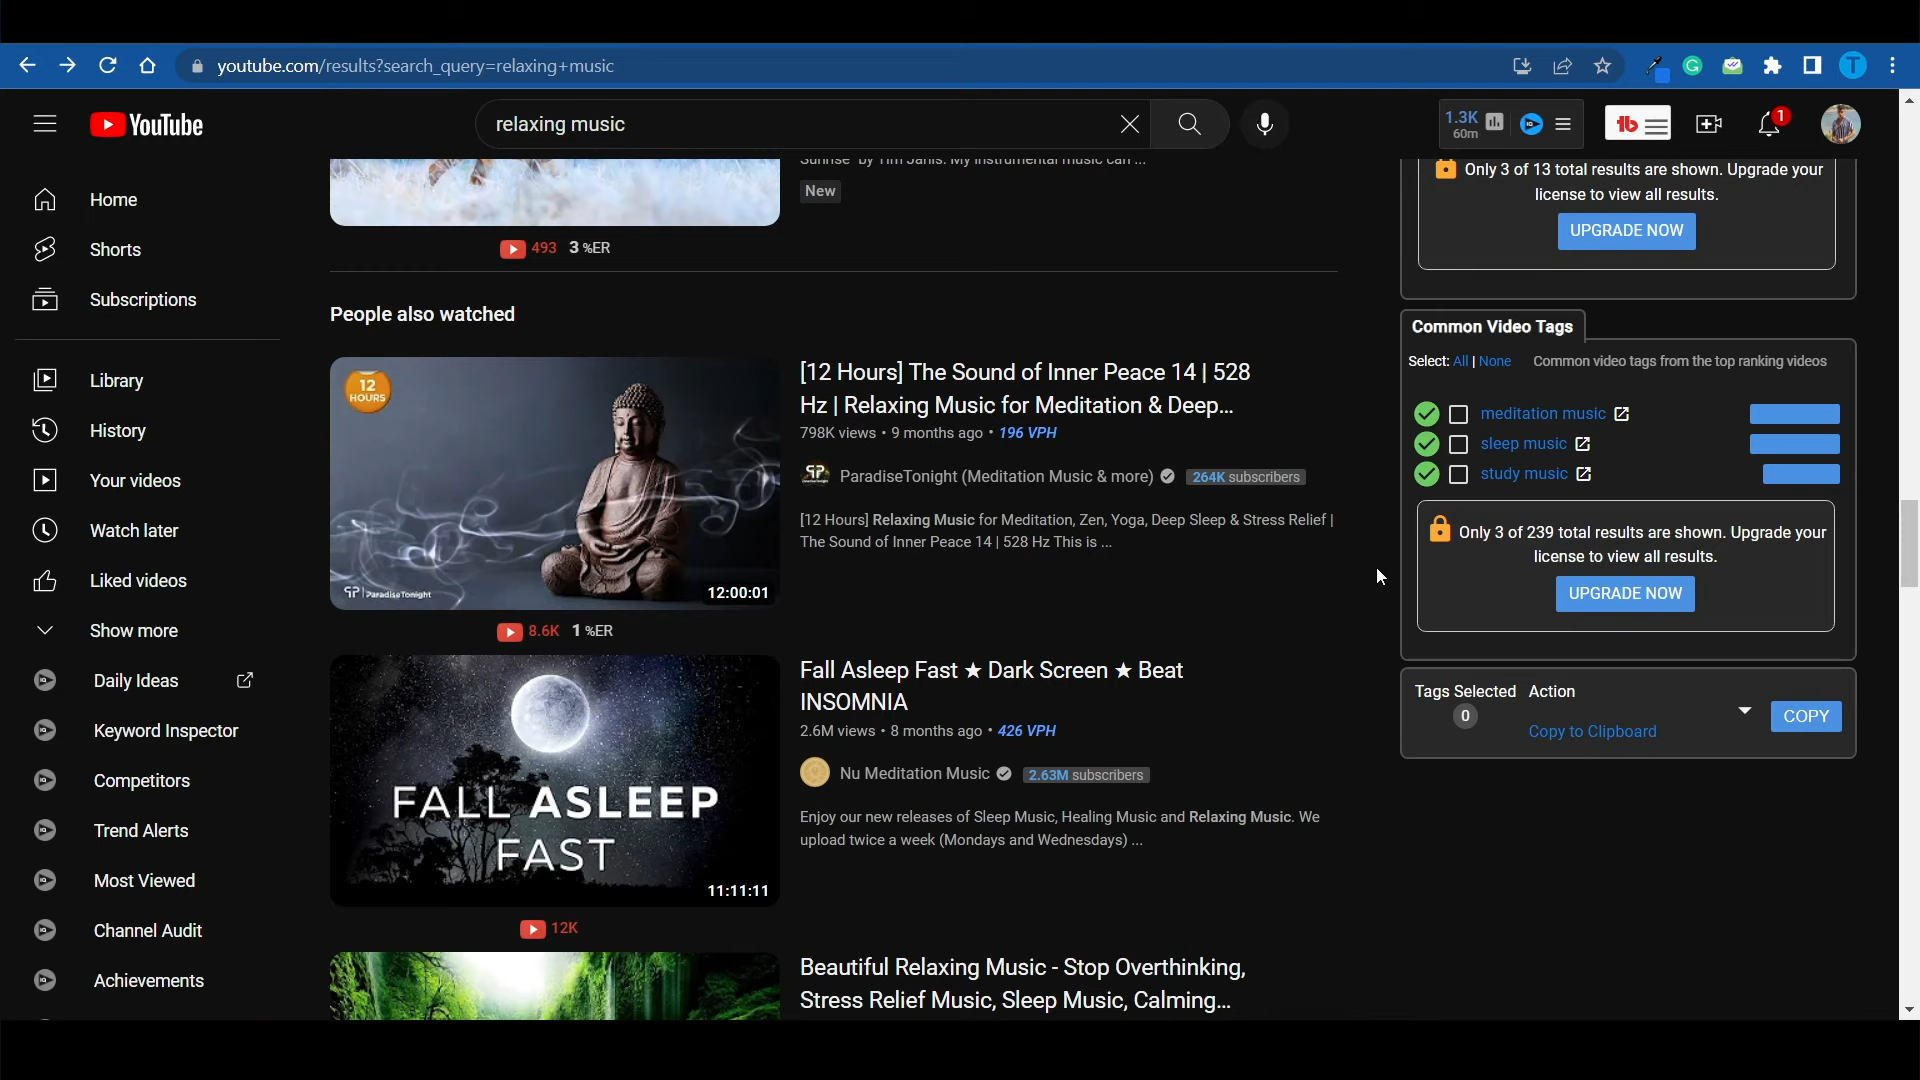 youtube.com/results?search_query=relaxing+music
YouTube
relaxing music
1.3K
60m
1
Home
Shorts
Subscriptions
Library
History
Your videos
Watch later
Liked videos
Show more
Daily Ideas
Keyword Inspector
Competitors
Trend Alerts
Most Viewed
Channel Audit
Achievements
Sunrise" by Tim Janis. My instrumental music can ...
New
493 3 %ER
People also watched
12
HOURS
ParadiseTonight
12:00:01
8.6K 1 %ER
[12 Hours] The Sound of Inner Peace 14 | 528
Hz | Relaxing Music for Meditation & Deep...
798K views • 9 months ago • 196 VPH
ParadiseTonight (Meditation Music & more) 264K subscribers
[12 Hours] Relaxing Music for Meditation, Zen, Yoga, Deep Sleep & Stress Relief |
The Sound of Inner Peace 14 | 528 Hz This is ...
FALL ASLEEP
FAST
11:11:11
12K
Fall Asleep Fast ★ Dark Screen ★ Beat
INSOMNIA
2.6M views • 8 months ago • 426 VPH
Nu Meditation Music 2.63M subscribers
Enjoy our new releases of Sleep Music, Healing Music and Relaxing Music. We
upload twice a week (Mondays and Wednesdays) ...
Beautiful Relaxing Music - Stop Overthinking,
Stress Relief Music, Sleep Music, Calming...
Only 3 of 13 total results are shown. Upgrade your
license to view all results.
UPGRADE NOW
Common Video Tags
Select: All | None Common video tags from the top ranking videos
meditation music
sleep music
study music
Only 3 of 239 total results are shown. Upgrade your
license to view all results.
UPGRADE NOW
Tags Selected Action
0
Copy to Clipboard
COPY